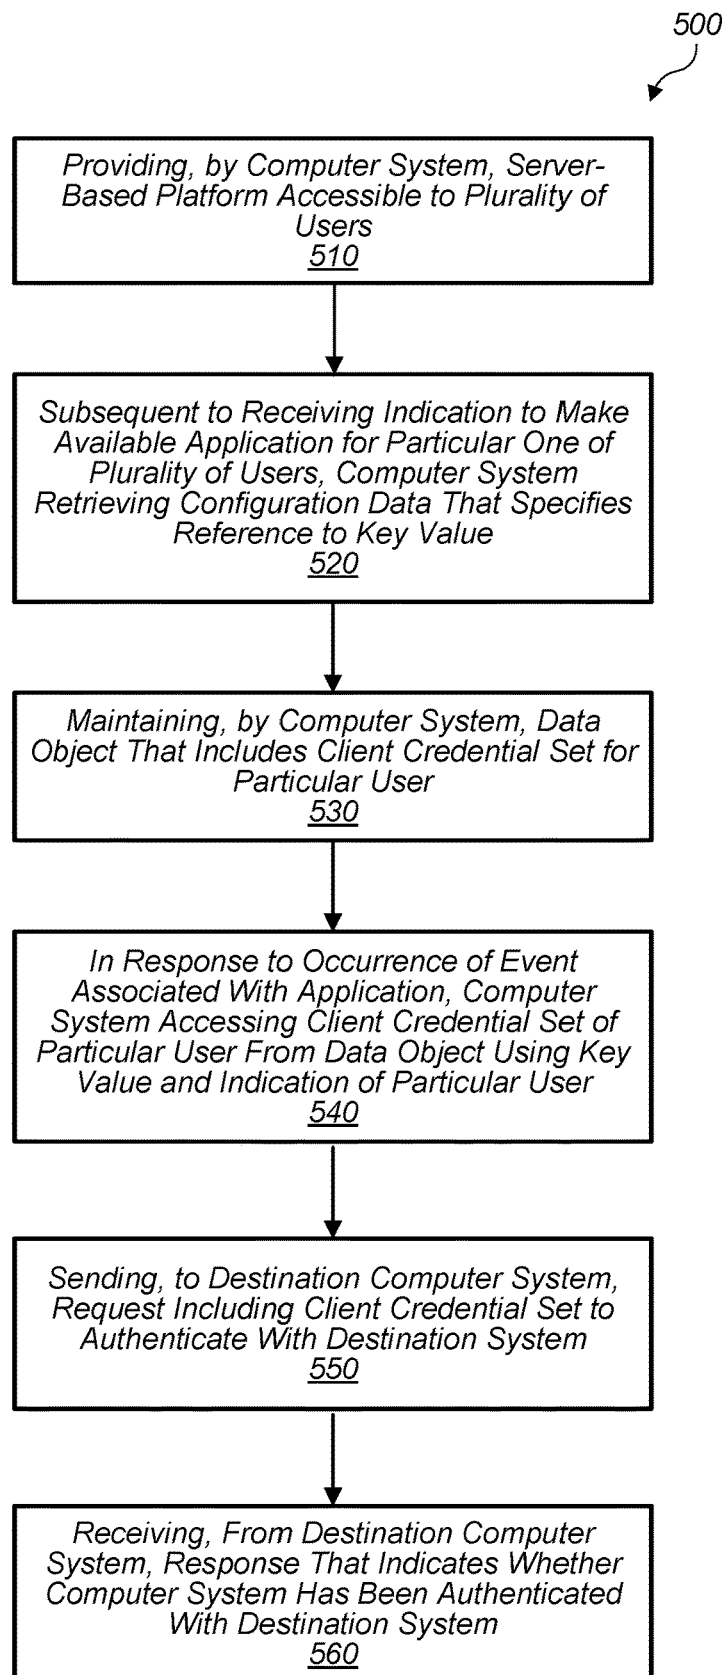 500
Providing, by Computer System, Server-
Based Platform Accessible to Plurality of
Users
510
Subsequent to Receiving Indication to Make
Available Application for Particular One of
Plurality of Users, Computer System
Retrieving Configuration Data That Specifies
Reference to Key Value
520
Maintaining, by Computer System, Data
Object That Includes Client Credential Set for
Particular User
530
In Response to Occurrence of Event
Associated With Application, Computer
System Accessing Client Credential Set of
Particular User From Data Object Using Key
Value and Indication of Particular User
540
Sending, to Destination Computer System,
Request Including Client Credential Set to
Authenticate With Destination System
550
Receiving, From Destination Computer
System, Response That Indicates Whether
Computer System Has Been Authenticated
With Destination System
560